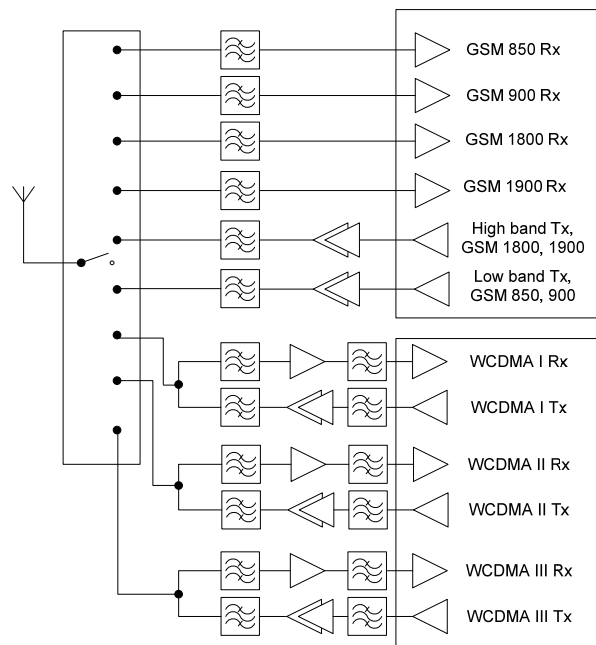 GSM 850 Rx
GSM 900 Rx
GSM 1800 Rx
GSM 1900 Rx
High band Tx,
GSM 1800, 1900
Low band Tx,
GSM 850, 900
WCDMA I Rx
WCDMA I Tx
WCDMA II Rx
WCDMA II Tx
WCDMA III Rx
WCDMA III Tx